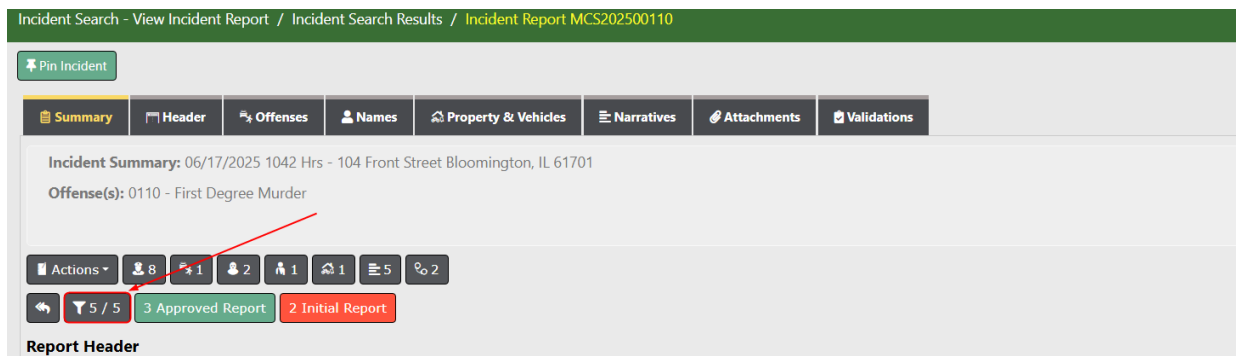 Incident Search - View Incident Report / Incident Search Results / Incident Report MCS202500110
Pin Incident
Summary Header Offenses Names Property & Vehicles Narratives Attachments Validations
Incident Summary: 06/17/2025 1042 Hrs - 104 Front Street Bloomington, IL 61701
Offense(s): 0110 - First Degree Murder
Actions 8 1 2 1 1 5 2
5 / 5 3 Approved Report 2 Initial Report
Report Header